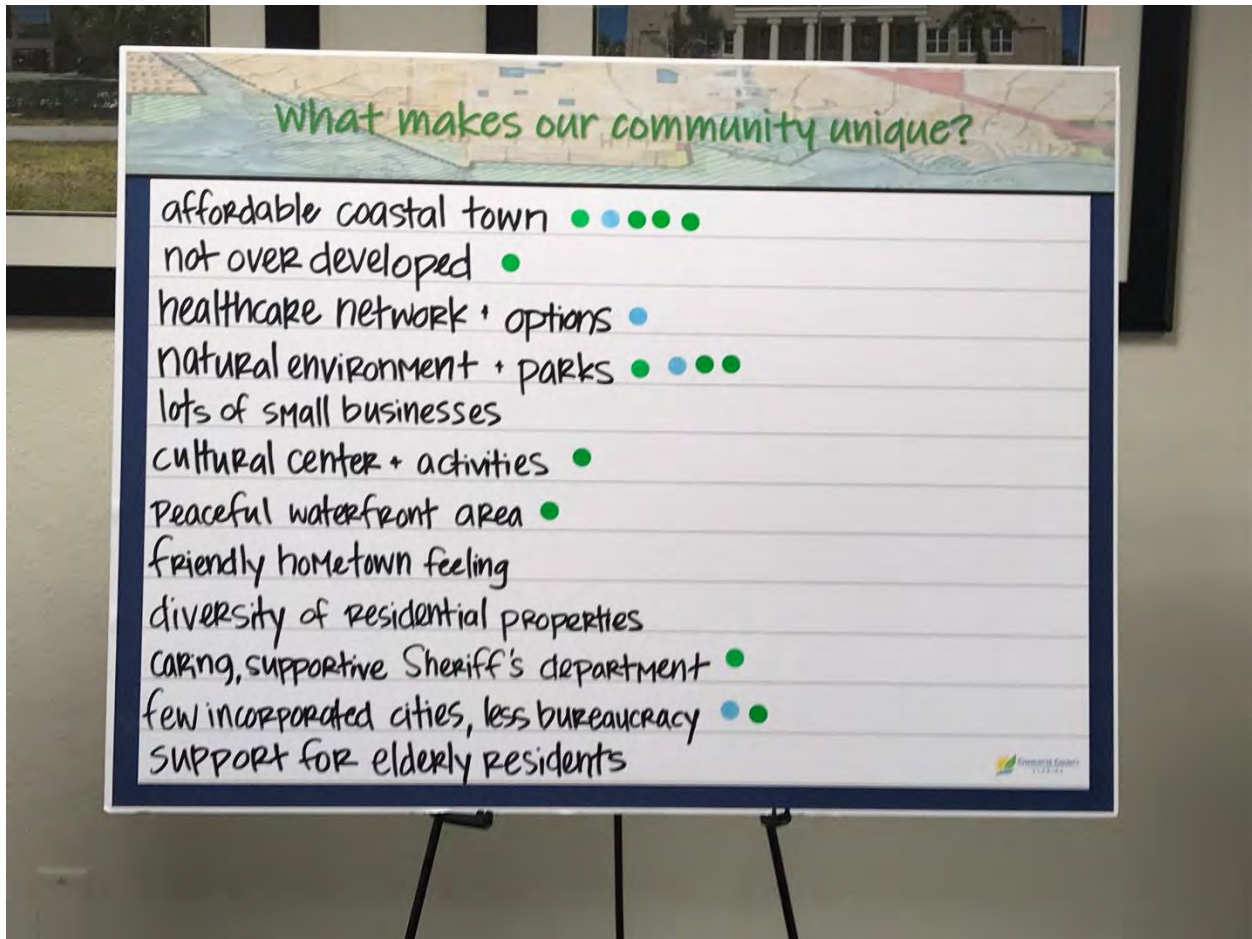 What makes our community unique?
affordable coastal town
not over developed
healthcare network + options
natural environment + parks
lots of small businesses
cultural center + activities
peaceful waterfront area
friendly hometown feeling
diversity of residential properties
caring, supportive Sheriff's department
few incorporated cities, less bureaucracy
support for elderly residents